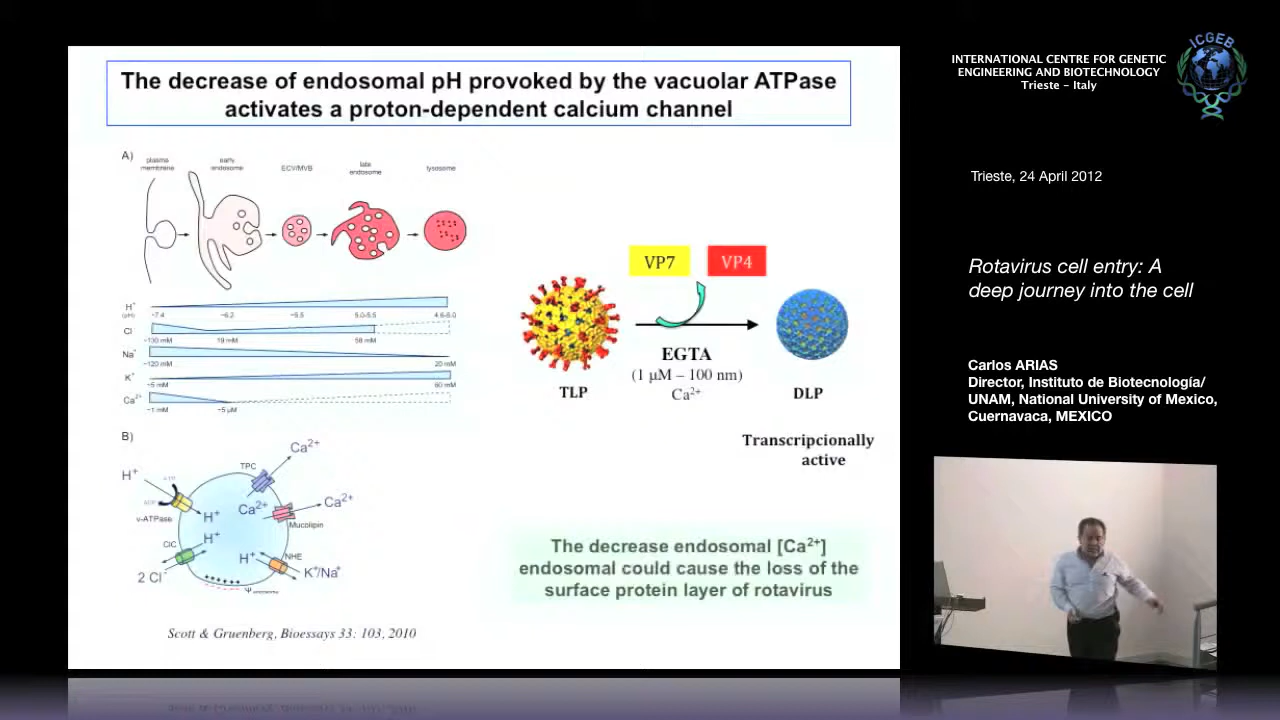 The decrease of endosomal pH provoked by the vacuolar ATPase
activates a proton-dependent calcium channel
A)
plasma
membrane
early
endosome
ECV/MVB
late
endosome
lysosome
H⁺
(pH)
~7.4
~6.2
~5.5
5.0-5.5
4.6-5.0
Cl⁻
~130 mM
19 mM
58 mM
Na⁺
~120 mM
20 mM
K⁺
~5 mM
60 mM
Ca²⁺
~1 mM
~5 µM
B)
H⁺
ATP
ADP
v-ATPase
H⁺
TPC
Ca²⁺
Ca²⁺
Ca²⁺
Mucolipin
ClC
H⁺
2 Cl⁻
H⁺
NHE
K⁺/Na⁺
Ψ endosome
Scott & Gruenberg, Bioessays 33: 103, 2010
VP7
VP4
EGTA
(1 µM – 100 nm)
Ca²⁺
TLP
DLP
Transcripcionally
active
The decrease endosomal [Ca²⁺]
endosomal could cause the loss of the
surface protein layer of rotavirus
INTERNATIONAL CENTRE FOR GENETIC
ENGINEERING AND BIOTECHNOLOGY
Trieste - Italy
ICGEB
Trieste, 24 April 2012
Rotavirus cell entry: A
deep journey into the cell
Carlos ARIAS
Director, Instituto de Biotecnología/
UNAM, National University of Mexico,
Cuernavaca, MEXICO